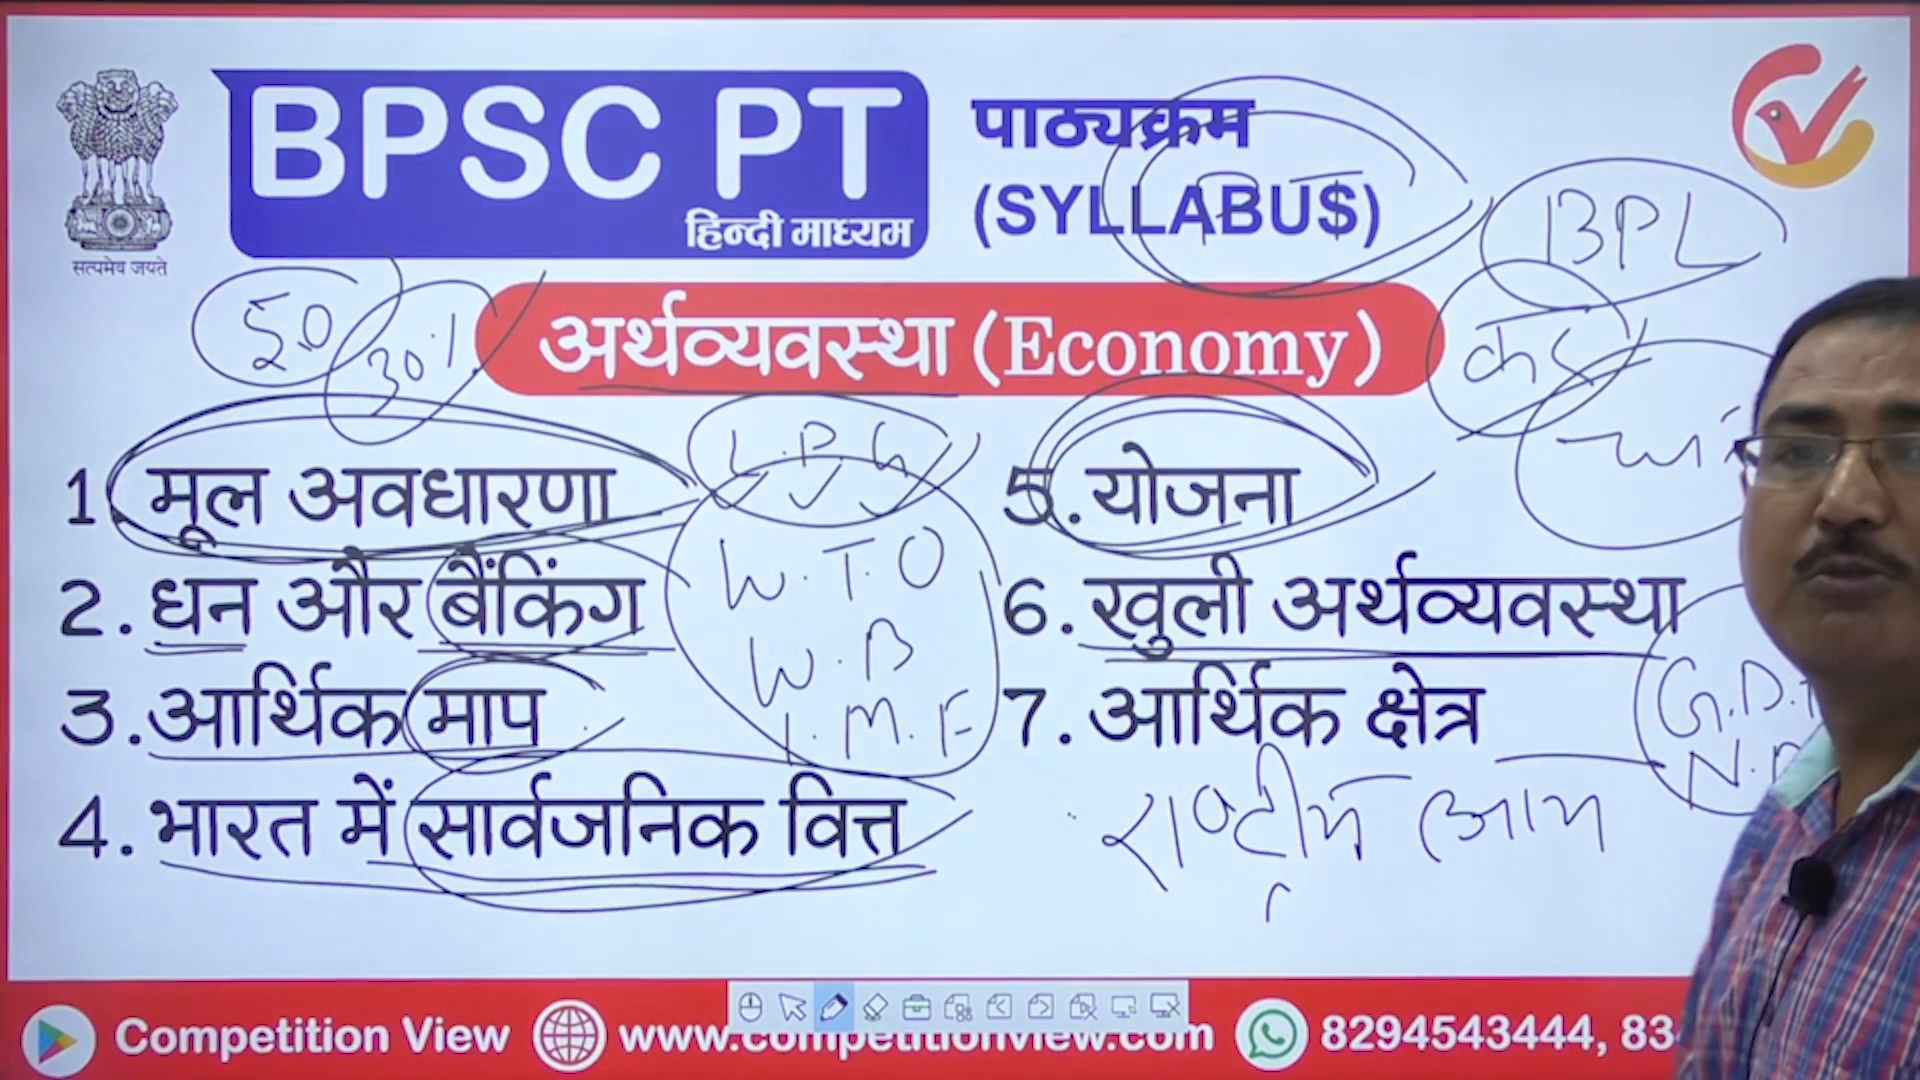 BPSC PT
हिन्दी माध्यम
पाठ्यक्रम
(SYLLABUS)
सत्यमेव जयते
BPL
50
30%
अर्थव्यवस्था (Economy)
L.P.G
1. मूल अवधारणा
2. धन और बैंकिंग
3. आर्थिक माप
4. भारत में सार्वजनिक वित्त
W.T.O
W.B
I.M.F
5. योजना
6. खुली अर्थव्यवस्था
7. आर्थिक क्षेत्र
G.D.
राष्ट्रीय आय
Competition View
www.competitionview.com
8294543444, 83